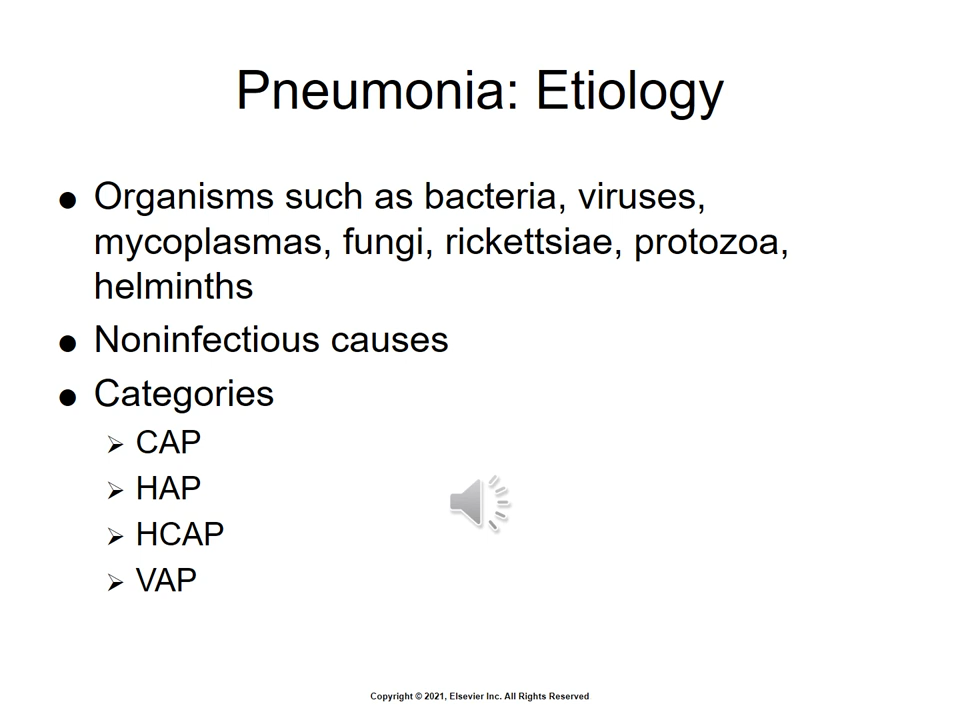 Pneumonia: Etiology
● Organisms such as bacteria, viruses,
mycoplasmas, fungi, rickettsiae, protozoa,
helminths
● Noninfectious causes
● Categories
➢ CAP
➢ HAP
➢ HCAP
➢ VAP
Copyright © 2021, Elsevier Inc. All Rights Reserved